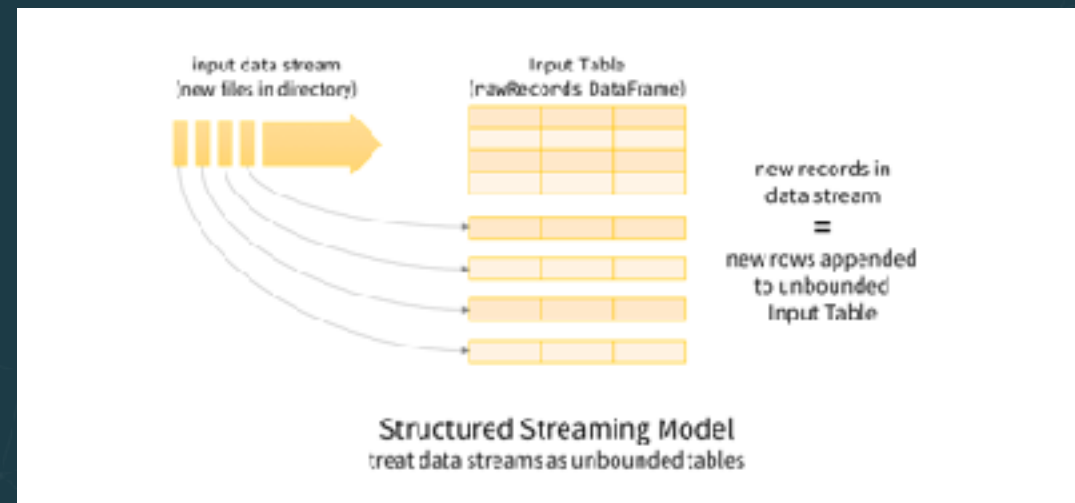 input data stream
(new files in directory)
Input Table
(rawRecords DataFrame)
new records in
data stream
=
new rows appended
to unbounded
Input Table
Structured Streaming Model
treat data streams as unbounded tables